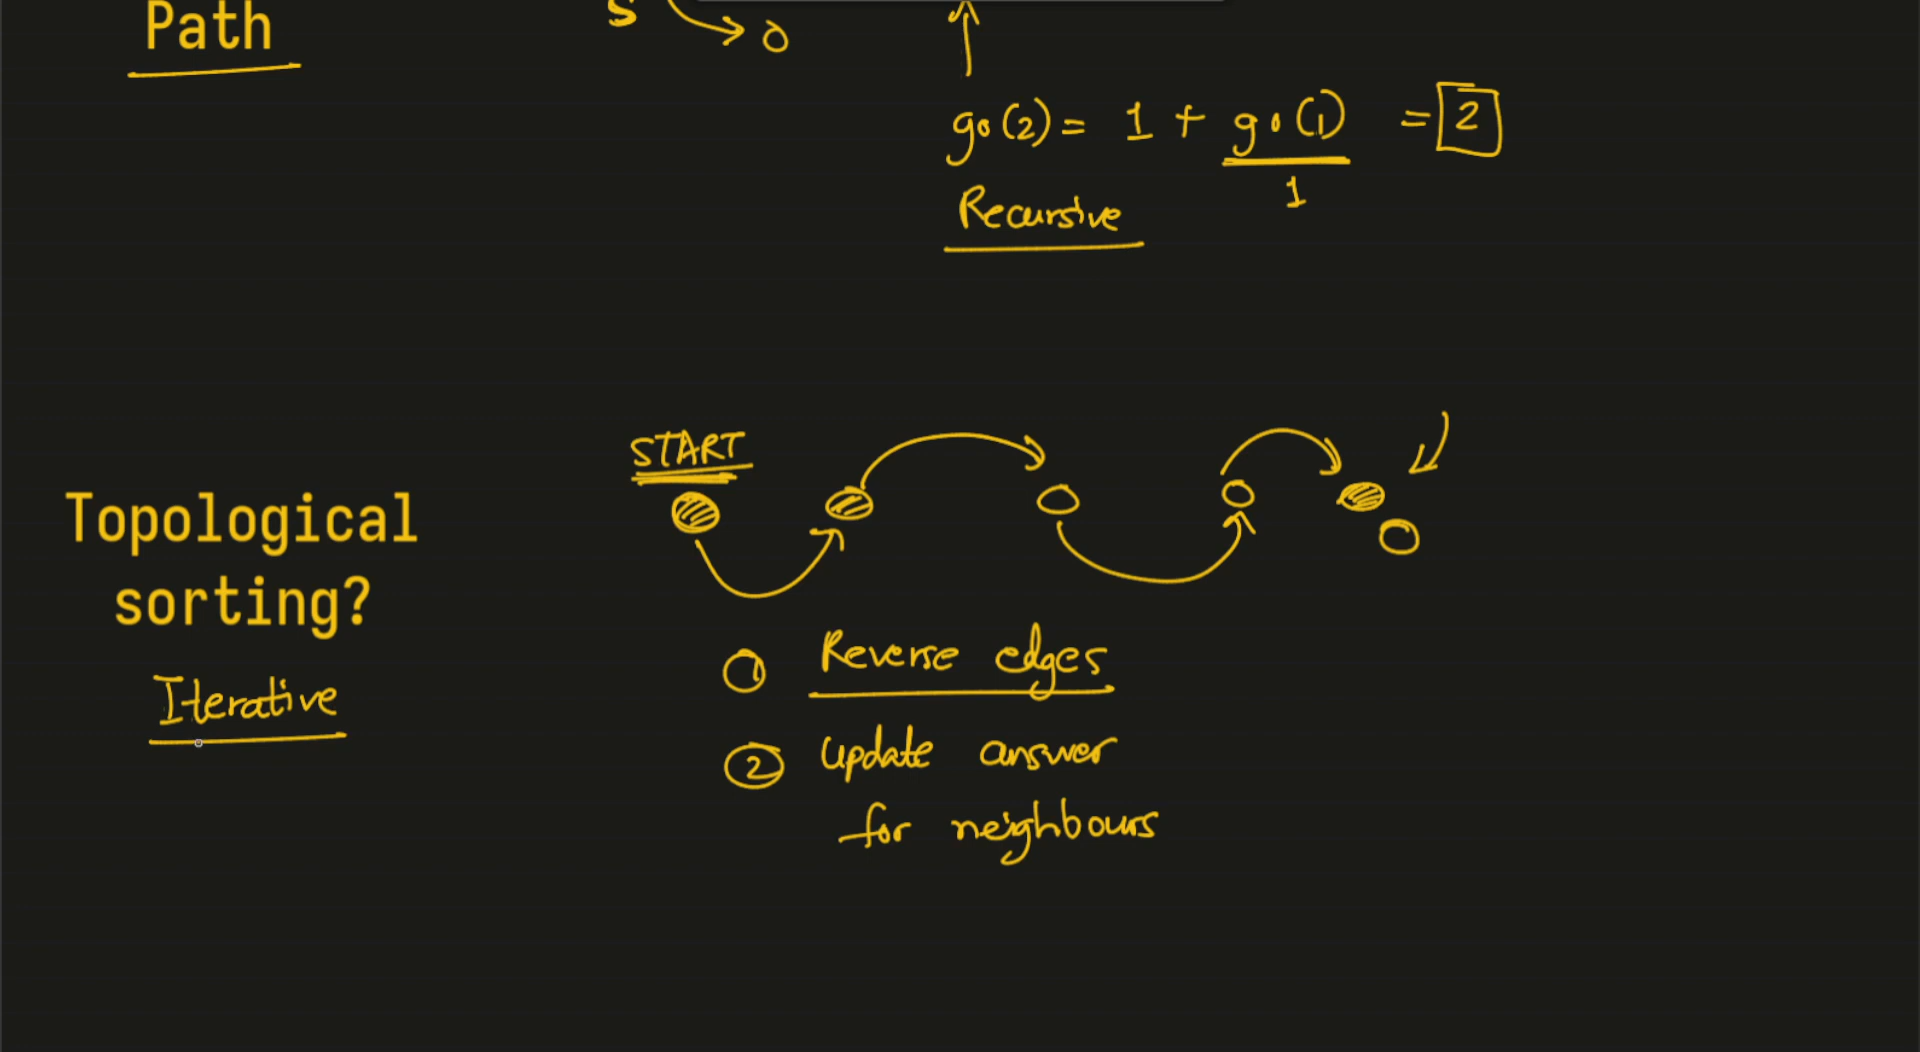 Path
S
go(2) = 1 + go(1) = 2
1
Recursive
START
Topological
sorting?
Iterative
1 Reverse edges
2 Update answer
for neighbours